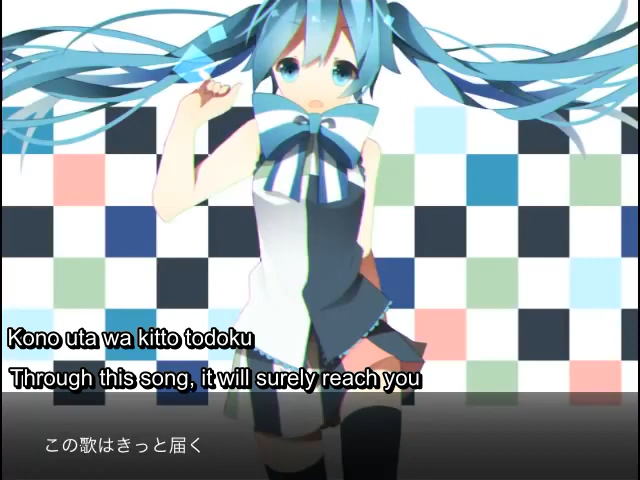 Kono uta wa kitto todoku
Through this song, it will surely reach you
この歌はきっと届く